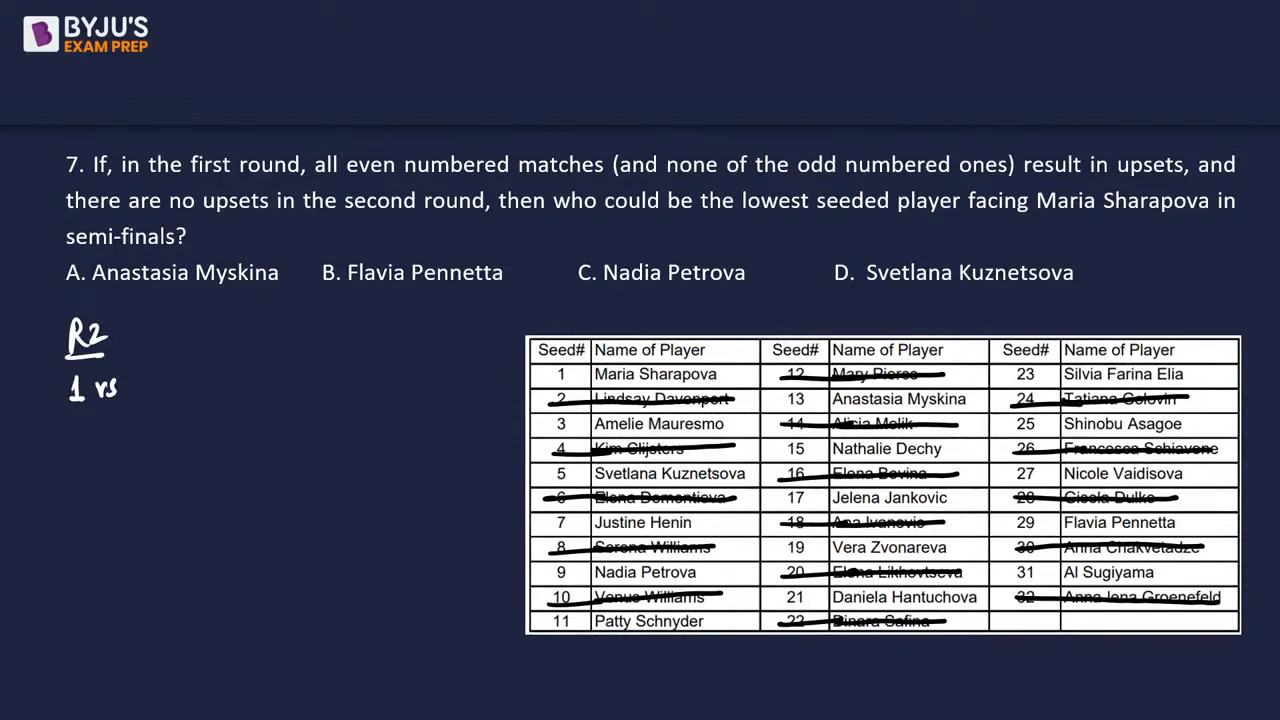 BYJU'S
EXAM PREP
7. If, in the first round, all even numbered matches (and none of the odd numbered ones) result in upsets, and
there are no upsets in the second round, then who could be the lowest seeded player facing Maria Sharapova in
semi-finals?
A. Anastasia Myskina B. Flavia Pennetta C. Nadia Petrova D. Svetlana Kuznetsova
R2
1 vs
Seed# Name of Player Seed# Name of Player Seed# Name of Player
1 Maria Sharapova 12 Mary Pierce 23 Silvia Farina Elia
2 Lindsay Davenport 13 Anastasia Myskina 24 Tatiana Golovin
3 Amelie Mauresmo 14 Alicia Molik 25 Shinobu Asagoe
4 Kim Clijsters 15 Nathalie Dechy 26 Francesca Schiavone
5 Svetlana Kuznetsova 16 Elena Bovina 27 Nicole Vaidisova
6 Elena Dementieva 17 Jelena Jankovic 28 Gisela Dulko
7 Justine Henin 18 Ana Ivanovic 29 Flavia Pennetta
8 Serena Williams 19 Vera Zvonareva 30 Anna Chakvetadze
9 Nadia Petrova 20 Elena Likhovtseva 31 Al Sugiyama
10 Venus Williams 21 Daniela Hantuchova 32 Anna-lena Groenefeld
11 Patty Schnyder 22 Dinara Safina